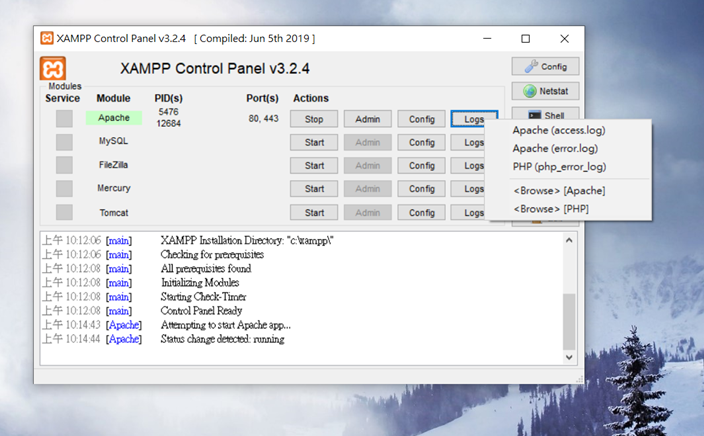 XAMPP Control Panel v3.2.4 [ Compiled: Jun 5th 2019 ]
XAMPP Control Panel v3.2.4
Config
Modules
Service Module PID(s) Port(s) Actions
Netstat
Apache 5476 12684 80, 443 Stop Admin Config Logs
Shell
MySQL Start Admin Config Logs
FileZilla Start Admin Config Logs
Mercury Start Admin Config Logs
Tomcat Start Admin Config Logs
Apache (access.log)
Apache (error.log)
PHP (php_error_log)
<Browse> [Apache]
<Browse> [PHP]
上午 10:12:06 [main] XAMPP Installation Directory: "c:\xampp\"
上午 10:12:06 [main] Checking for prerequisites
上午 10:12:08 [main] All prerequisites found
上午 10:12:08 [main] Initializing Modules
上午 10:12:08 [main] Starting Check-Timer
上午 10:12:08 [main] Control Panel Ready
上午 10:14:43 [Apache] Attempting to start Apache app...
上午 10:14:44 [Apache] Status change detected: running